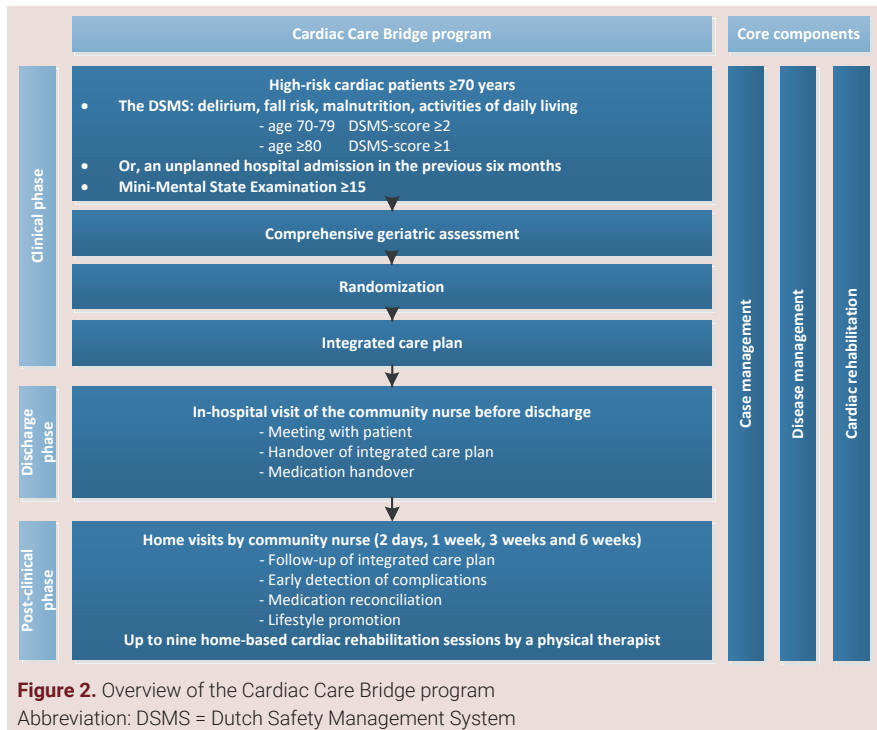 Cardiac Care Bridge program
Core components
Clinical phase
High-risk cardiac patients ≥70 years
• The DSMS: delirium, fall risk, malnutrition, activities of daily living
- age 70-79 DSMS-score ≥2
- age ≥80 DSMS-score ≥1
• Or, an unplanned hospital admission in the previous six months
• Mini-Mental State Examination ≥15
Comprehensive geriatric assessment
Randomization
Integrated care plan
Discharge
phase
In-hospital visit of the community nurse before discharge
- Meeting with patient
- Handover of integrated care plan
- Medication handover
Post-clinical
phase
Home visits by community nurse (2 days, 1 week, 3 weeks and 6 weeks)
- Follow-up of integrated care plan
- Early detection of complications
- Medication reconciliation
- Lifestyle promotion
Up to nine home-based cardiac rehabilitation sessions by a physical therapist
Case management
Disease management
Cardiac rehabilitation
Figure 2. Overview of the Cardiac Care Bridge program
Abbreviation: DSMS = Dutch Safety Management System